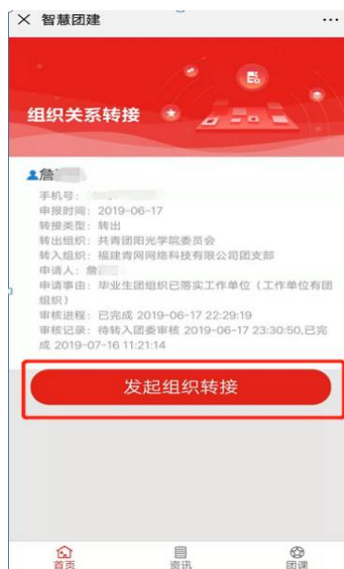 智慧团建
组织关系转接
詹
手机号：
申报时间：2019-06-17
转接类型：转出
转出组织：共青团阳光学院委员会
转入组织：福建青网网络科技有限公司团支部
申请人：詹
申请事由：毕业生团组织已落实工作单位（工作单位有团
组织）
审核进程：已完成 2019-06-17 22:29:19
审核记录：待转入团委审核 2019-06-17 23:30:50,已完
成 2019-07-16 11:21:14
发起组织转接
首页
资讯
团课